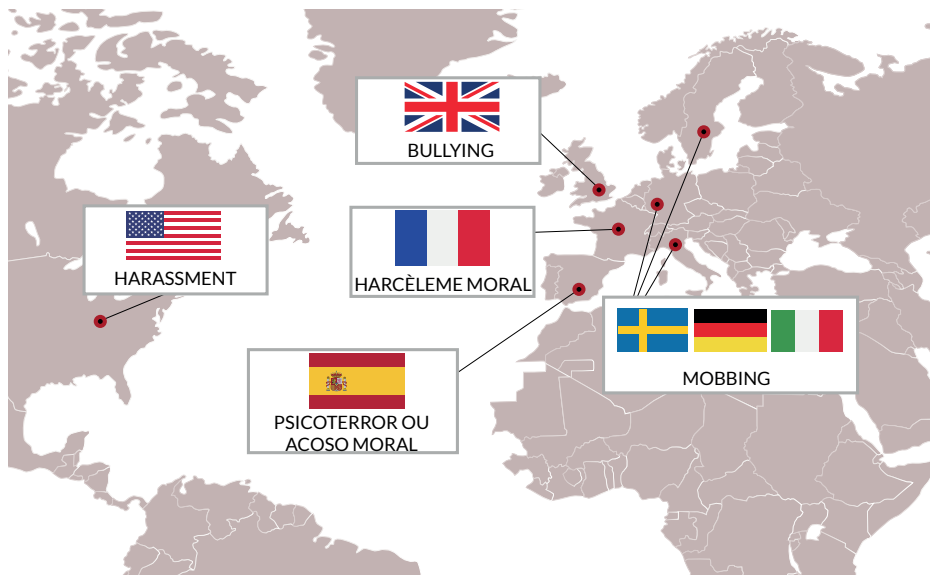 BULLYING
HARASSMENT
HARCÈLEME MORAL
PSICOTERROR OU
ACOSO MORAL
MOBBING